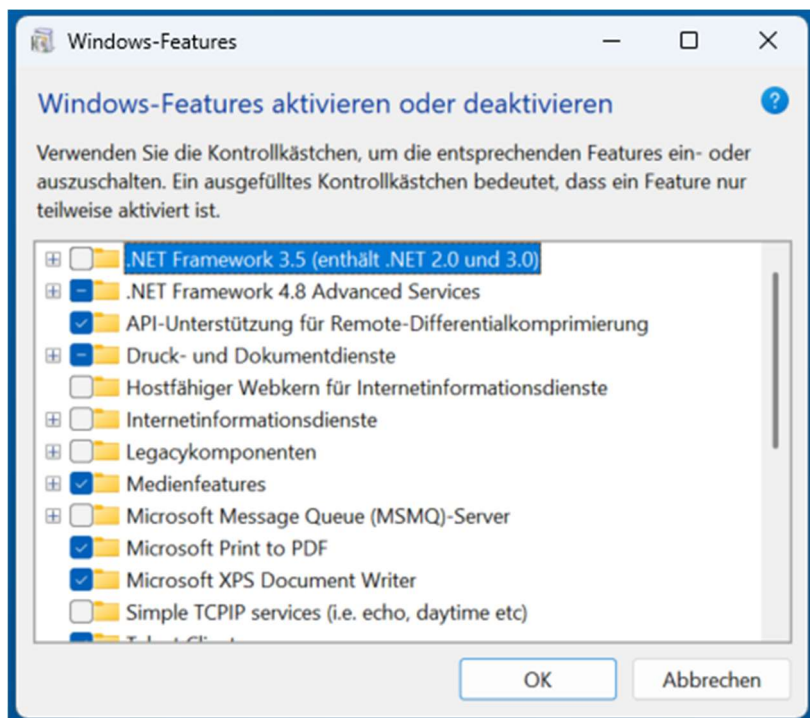 Windows-Features
Windows-Features aktivieren oder deaktivieren
Verwenden Sie die Kontrollkästchen, um die entsprechenden Features ein- oder
auszuschalten. Ein ausgefülltes Kontrollkästchen bedeutet, dass ein Feature nur
teilweise aktiviert ist.
.NET Framework 3.5 (enthält .NET 2.0 und 3.0)
.NET Framework 4.8 Advanced Services
API-Unterstützung für Remote-Differentialkomprimierung
Druck- und Dokumentdienste
Hostfähiger Webkern für Internetinformationsdienste
Internetinformationsdienste
Legacykomponenten
Medienfeatures
Microsoft Message Queue (MSMQ)-Server
Microsoft Print to PDF
Microsoft XPS Document Writer
Simple TCPIP services (i.e. echo, daytime etc)
OK
Abbrechen